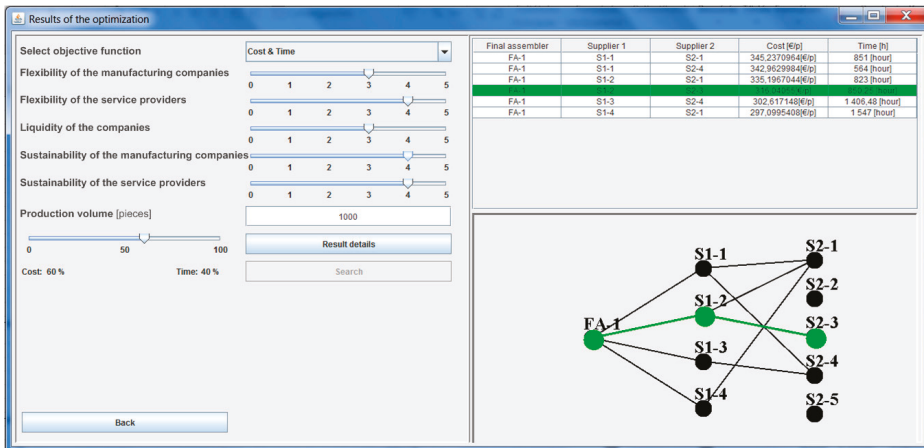 Results of the optimization
Select objective function
Cost & Time
Flexibility of the manufacturing companies
0 1 2 3 4 5
Flexibility of the service providers
0 1 2 3 4 5
Liquidity of the companies
0 1 2 3 4 5
Sustainability of the manufacturing companies
0 1 2 3 4 5
Sustainability of the service providers
0 1 2 3 4 5
Production volume [pieces]
1000
0 50 100
Result details
Cost: 60 %
Time: 40 %
Search
Back
Final assembler Supplier 1 Supplier 2 Cost [€/p] Time [h]
FA-1 S1-1 S2-1 345,2370964[€/p] 851 [hour]
FA-1 S1-1 S2-4 342,9629984[€/p] 564 [hour]
FA-1 S1-2 S2-1 335,1967044[€/p] 823 [hour]
FA-1 S1-2 S2-3
FA-1 S1-3 S2-4 302,617148[€/p] 1 406,48 [hour]
FA-1 S1-4 S2-1 297,0995408[€/p] 1 547 [hour]
S1-1
S2-1
S2-2
S1-2
FA-1
S2-3
S1-3
S2-4
S1-4
S2-5